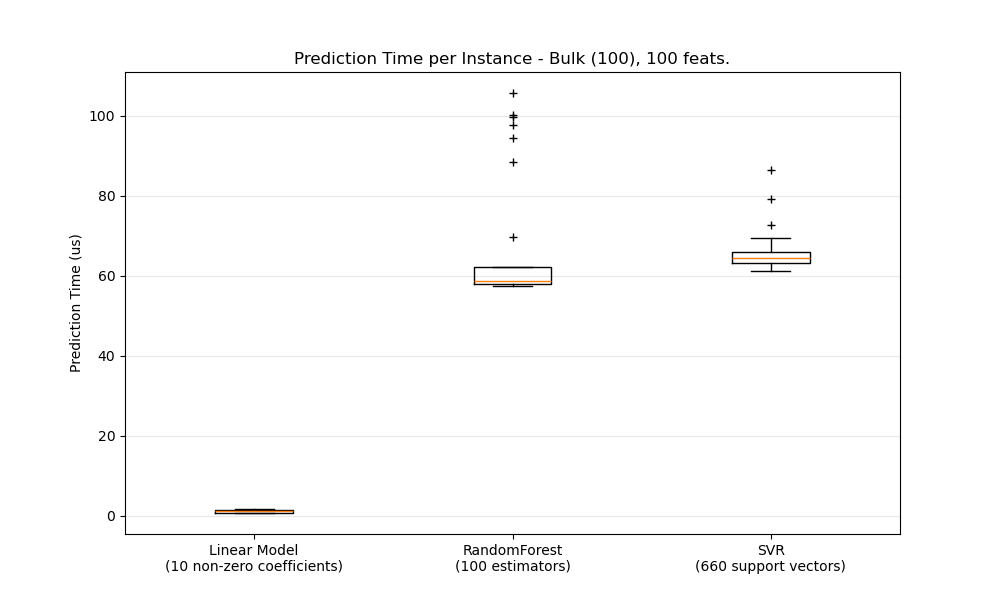 Prediction Time per Instance - Bulk (100), 100 feats.
Prediction Time (us)
100
80
60
40
20
0
Linear Model
(10 non-zero coefficients)
RandomForest
(100 estimators)
SVR
(660 support vectors)